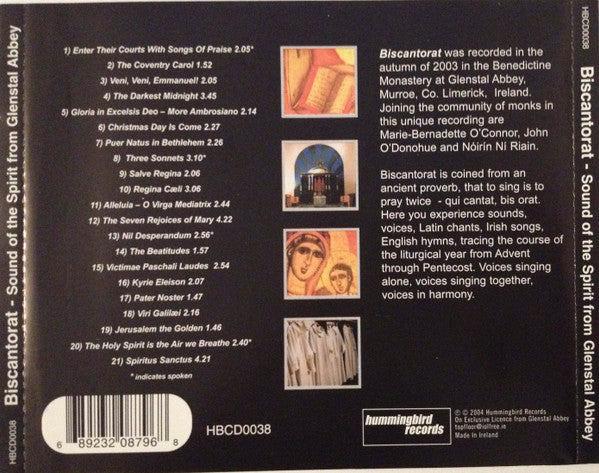 HBCD0038 Biscantorat - Sound of the Spirit from Glenstal Abbey
1) Enter Their Courts With Songs Of Praise 2.05*
2) The Coventry Carol 1.52
3) Veni, Veni, Emmanuel! 2.05
4) The Darkest Midnight 3.45
5) Gloria in Excelsis Deo – More Ambrosiano 2.14
6) Christmas Day Is Come 2.27
7) Puer Natus in Bethlehem 2.26
8) Three Sonnets 3.10*
9) Salve Regina 2.06
10) Regina Cæli 3.06
11) Alleluia – O Virga Mediatrix 2.44
12) The Seven Rejoices of Mary 4.22
13) Nil Desperandum 2.56*
14) The Beatitudes 1.57
15) Victimae Paschali Laudes 2.54
16) Kyrie Eleison 2.07
17) Pater Noster 1.47
18) Viri Galilæi 2.16
19) Jerusalem the Golden 1.46
20) The Holy Spirit is the Air we Breathe 2.40*
21) Spiritus Sanctus 4.21
* indicates spoken
6 89232 08796 8
HBCD0038
Biscantorat was recorded in the
autumn of 2003 in the Benedictine
Monastery at Glenstal Abbey,
Murroe, Co. Limerick, Ireland.
Joining the community of monks in
this unique recording are
Marie-Bernadette O'Connor, John
O'Donohue and Nóirín Ní Riain.
Biscantorat is coined from an
ancient proverb, that to sing is to
pray twice - qui cantat, bis orat.
Here you experience sounds,
voices, Latin chants, Irish songs,
English hymns, tracing the course of
the liturgical year from Advent
through Pentecost. Voices singing
alone, voices singing together,
voices in harmony.
hummingbird
records
℗ © 2004 Hummingbird Records
On Exclusive Licence from Glenstal Abbey
topfloor@iolfree.ie
Made in Ireland
HBCD0038 Biscantorat - Sound of the Spirit from Glenstal Abbey